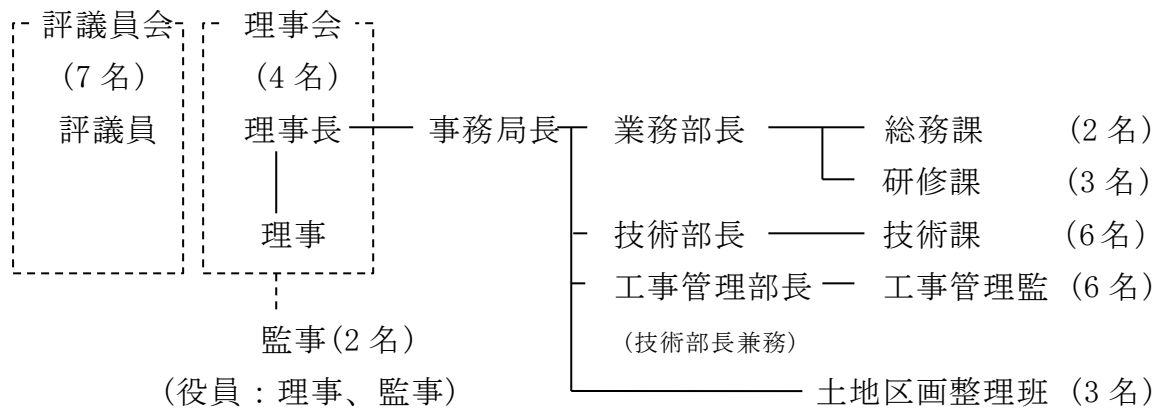 評議員会 理事会
(7名) (4名)
評議員 理事長 事務局長 業務部長 総務課 (2名)
研修課 (3名)
理事 技術部長 技術課 (6名)
工事管理部長 工事管理監 (6名)
監事(2名) (技術部長兼務)
(役員：理事、監事) 土地区画整理班 (3名)